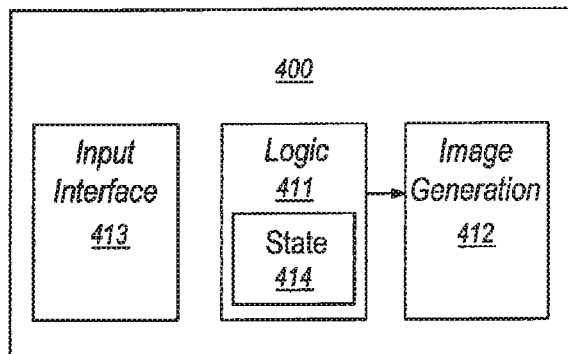 400
Input
Interface
413
Logic
411
State
414
Image
Generation
412